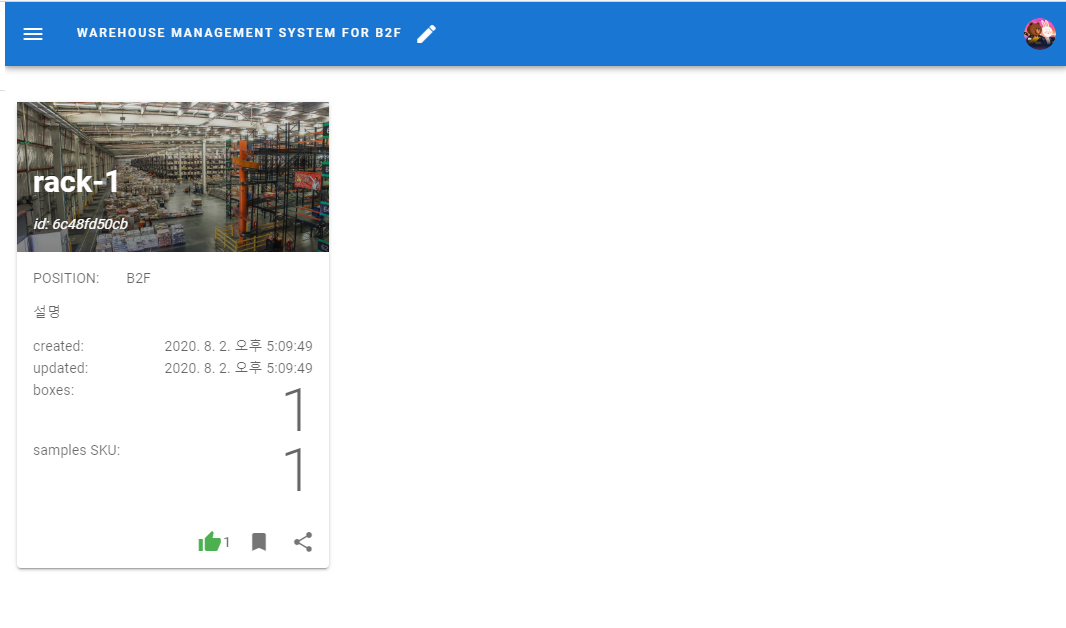 WAREHOUSE MANAGEMENT SYSTEM FOR B2F
rack-1
id: 6c48fd50cb
POSITION: B2F
설명
created: 2020. 8. 2. 오후 5:09:49
updated: 2020. 8. 2. 오후 5:09:49
boxes: 1
samples SKU: 1
1